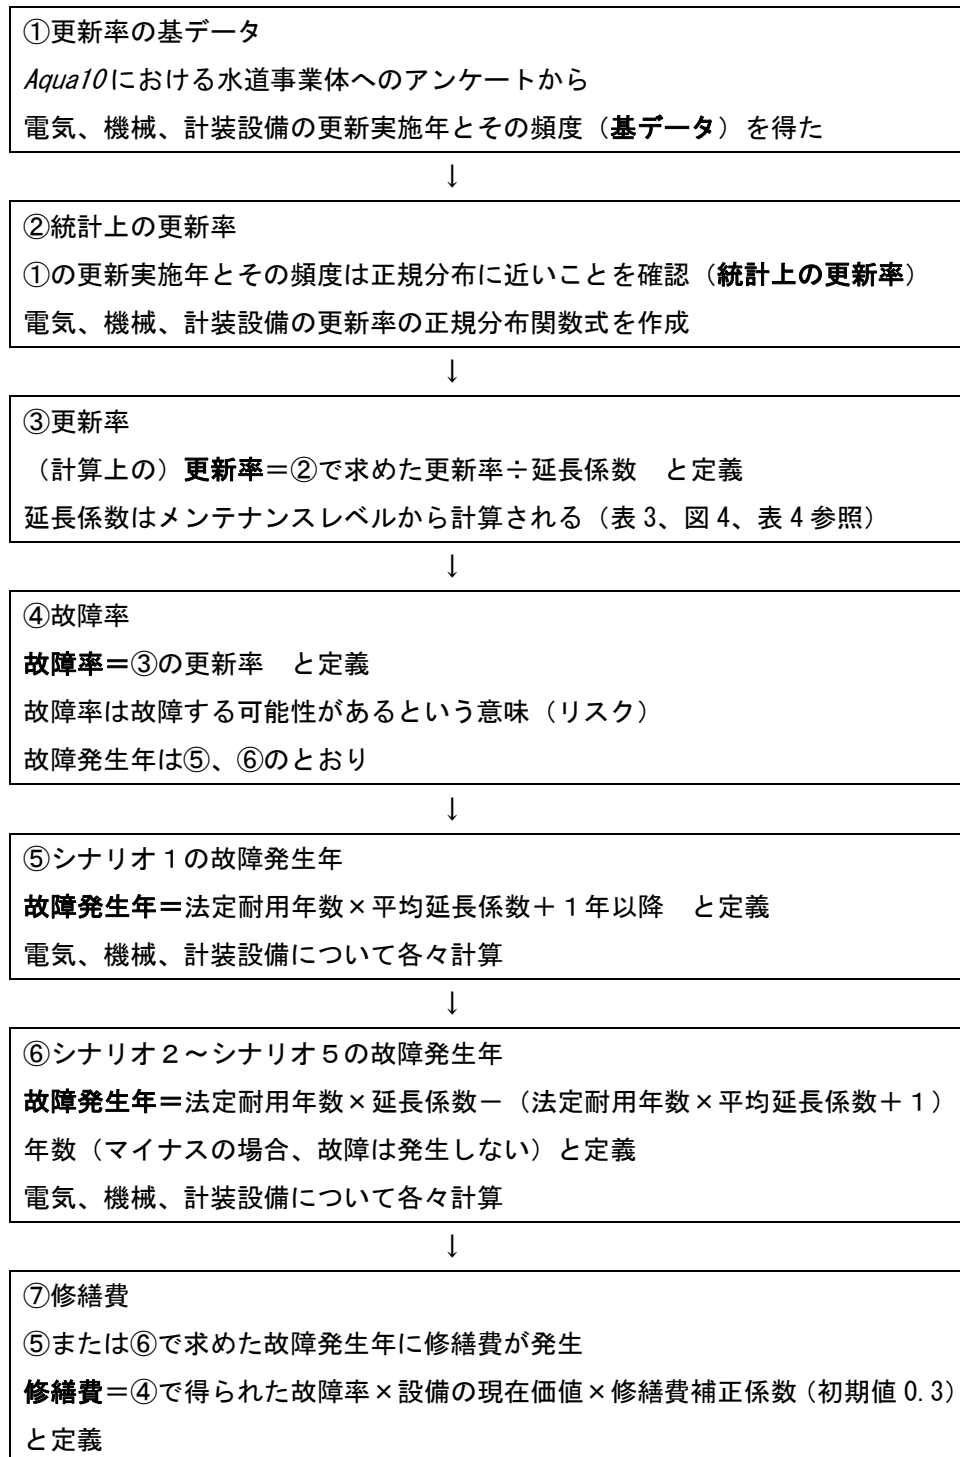 ①更新率の基データ
Aqua10における水道事業体へのアンケートから
電気、機械、計装設備の更新実施年とその頻度（基データ）を得た
↓
②統計上の更新率
①の更新実施年とその頻度は正規分布に近いことを確認（統計上の更新率）
電気、機械、計装設備の更新率の正規分布関数式を作成
↓
③更新率
（計算上の）更新率＝②で求めた更新率÷延長係数　と定義
延長係数はメンテナンスレベルから計算される（表3、図4、表4参照）
↓
④故障率
故障率＝③の更新率　と定義
故障率は故障する可能性があるという意味（リスク）
故障発生年は⑤、⑥のとおり
↓
⑤シナリオ１の故障発生年
故障発生年＝法定耐用年数×平均延長係数＋１年以降　と定義
電気、機械、計装設備について各々計算
↓
⑥シナリオ２～シナリオ５の故障発生年
故障発生年＝法定耐用年数×延長係数－（法定耐用年数×平均延長係数＋１）
年数（マイナスの場合、故障は発生しない）と定義
電気、機械、計装設備について各々計算
↓
⑦修繕費
⑤または⑥で求めた故障発生年に修繕費が発生
修繕費＝④で得られた故障率×設備の現在価値×修繕費補正係数（初期値0.3）
と定義